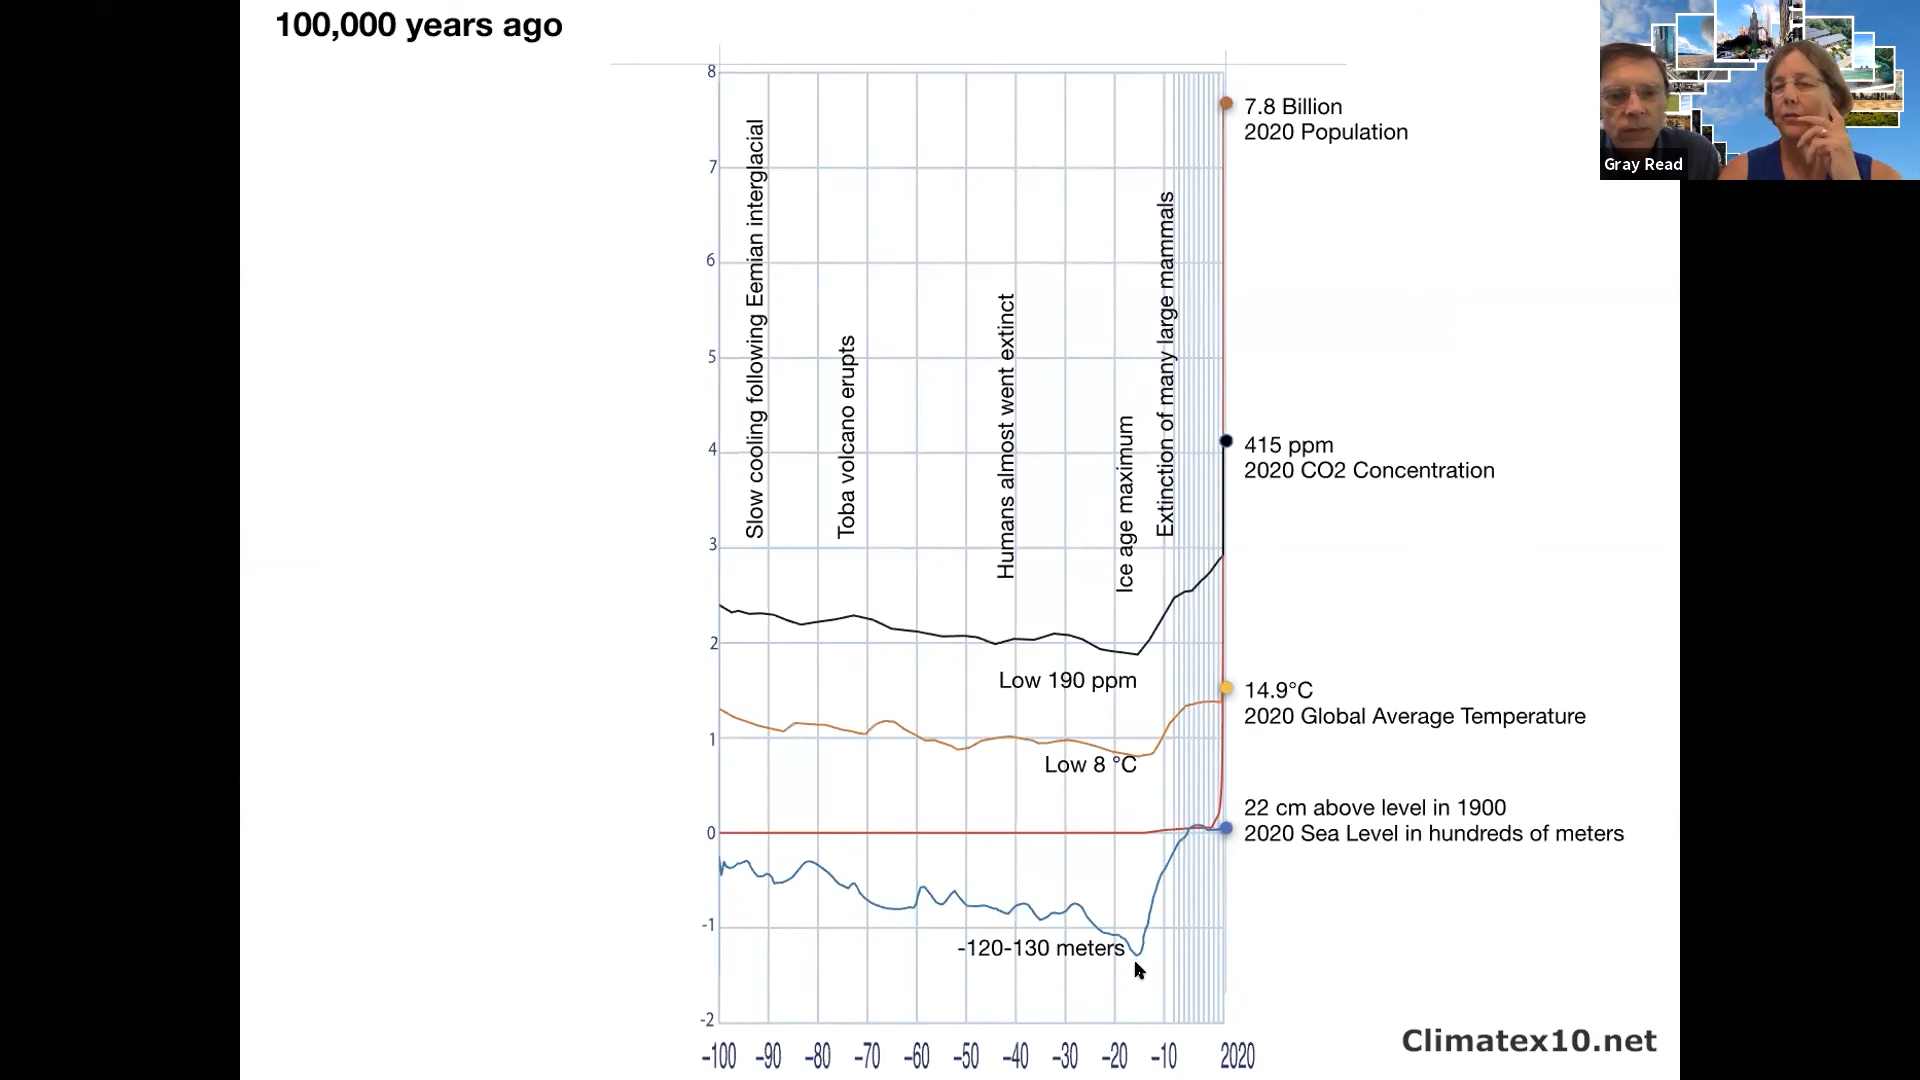 100,000 years ago
8
7
6
5
4
3
2
1
0
-1
-2
Slow cooling following Eemian interglacial
Toba volcano erupts
Humans almost went extinct
Ice age maximum
Extinction of many large mammals
7.8 Billion
2020 Population
415 ppm
2020 CO2 Concentration
Low 190 ppm
14.9°C
2020 Global Average Temperature
Low 8 °C
22 cm above level in 1900
2020 Sea Level in hundreds of meters
-120-130 meters
-100 -90 -80 -70 -60 -50 -40 -30 -20 -10 2020
Climatex10.net
Gray Read